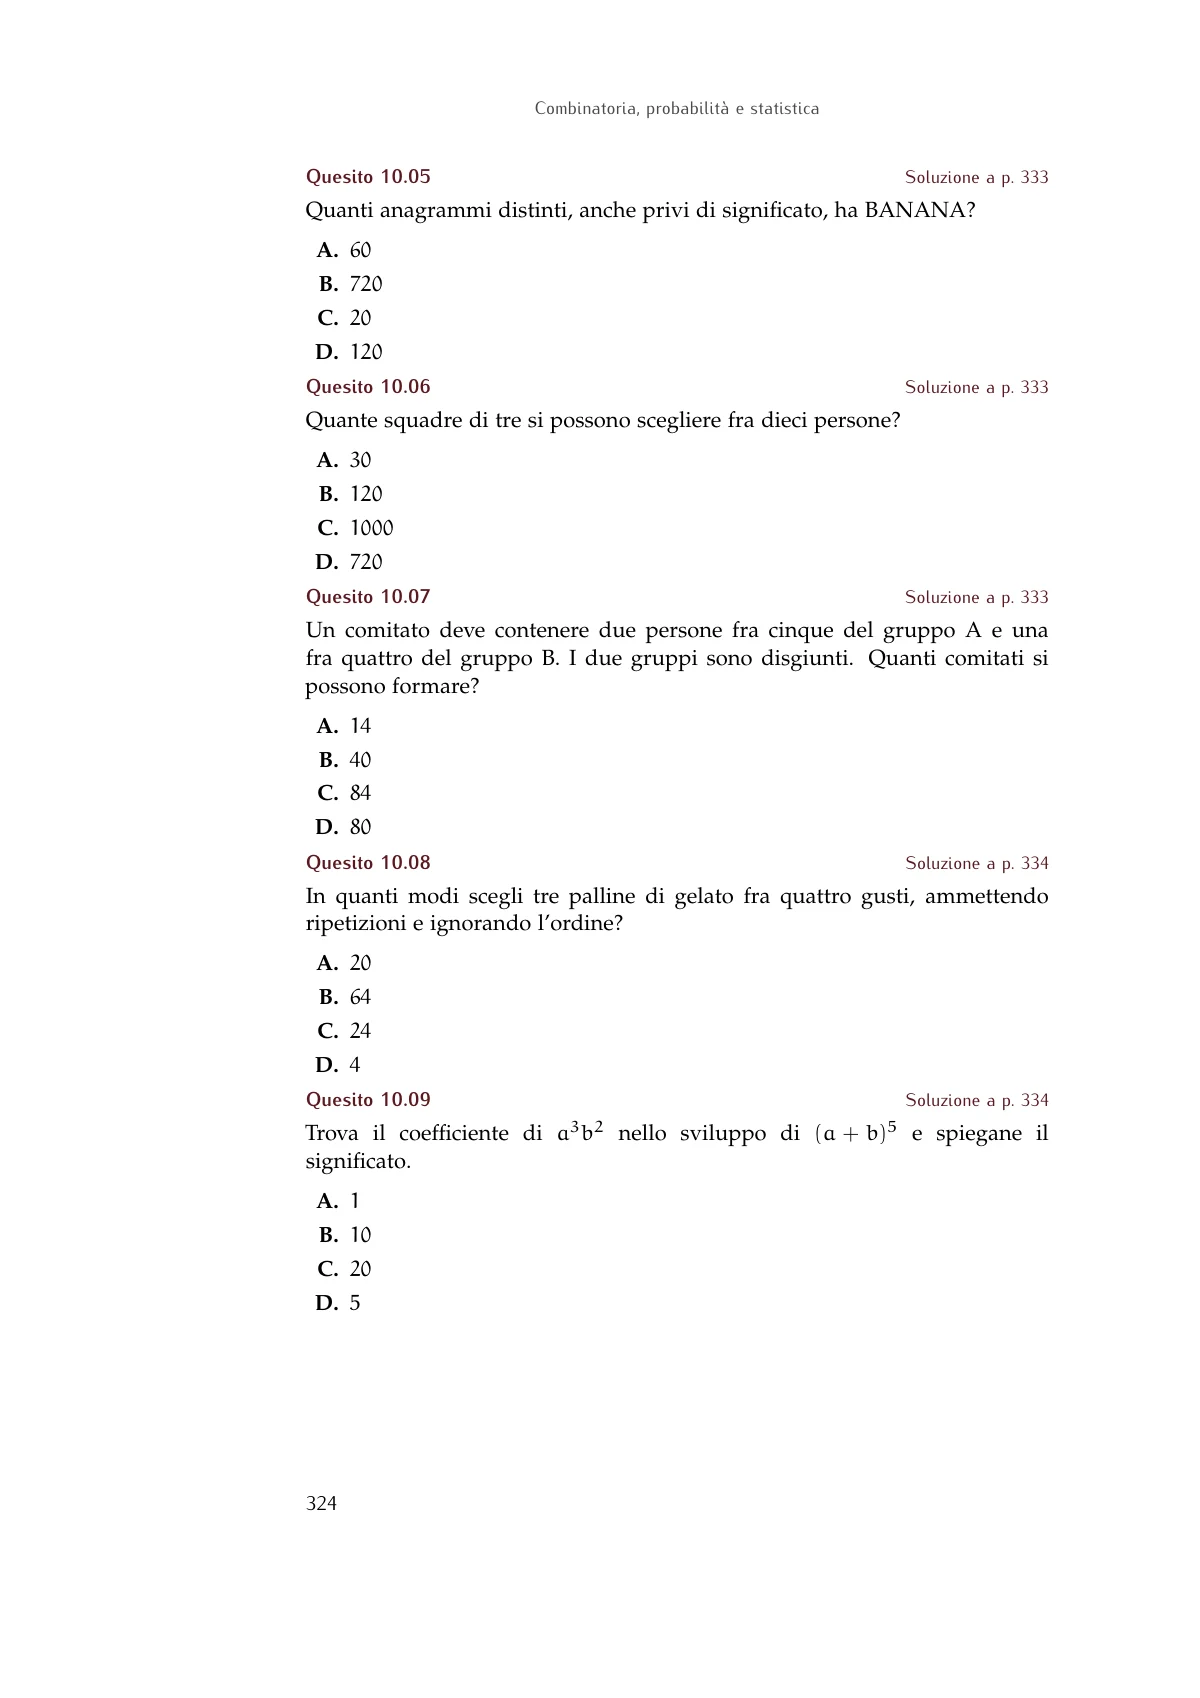 Combinatoria, probabilità e statistica
Quesito 10.05 Soluzione a p. 333
Quanti anagrammi distinti, anche privi di significato, ha BANANA?
A. 60
B. 720
C. 20
D. 120
Quesito 10.06 Soluzione a p. 333
Quante squadre di tre si possono scegliere fra dieci persone?
A. 30
B. 120
C. 1000
D. 720
Quesito 10.07 Soluzione a p. 333
Un comitato deve contenere due persone fra cinque del gruppo A e una
fra quattro del gruppo B. I due gruppi sono disgiunti. Quanti comitati si
possono formare?
A. 14
B. 40
C. 84
D. 80
Quesito 10.08 Soluzione a p. 334
In quanti modi scegli tre palline di gelato fra quattro gusti, ammettendo
ripetizioni e ignorando l'ordine?
A. 20
B. 64
C. 24
D. 4
Quesito 10.09 Soluzione a p. 334
Trova il coefficiente di a³b² nello sviluppo di (a + b)⁵ e spiegane il
significato.
A. 1
B. 10
C. 20
D. 5
324